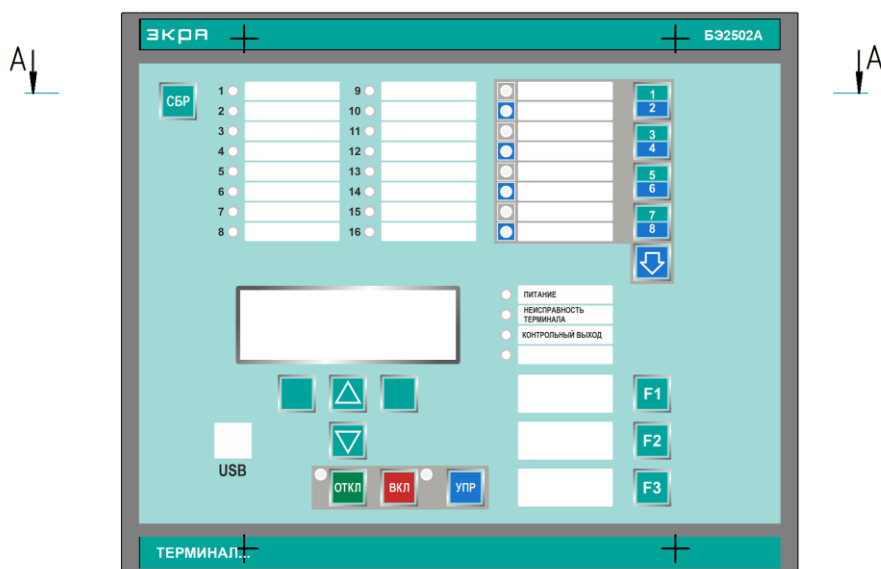 ЭКРА
БЭ2502А
А
А
СБР
1
9
1
2
2
10
3
11
3
4
4
12
5
13
5
6
6
14
7
15
7
8
8
16
ПИТАНИЕ
НЕИСПРАВНОСТЬ
ТЕРМИНАЛА
КОНТРОЛЬНЫЙ ВЫХОД
F1
F2
USB
ОТКЛ
ВКЛ
УПР
F3
ТЕРМИНАЛ...